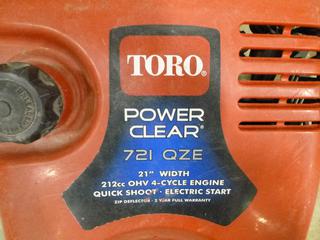 TORO
POWER
CLEAR®
721 QZE
21" WIDTH
212cc OHV 4-CYCLE ENGINE
QUICK SHOOT · ELECTRIC START
ZIP DEFLECTOR · 2 YEAR FULL WARRANTY